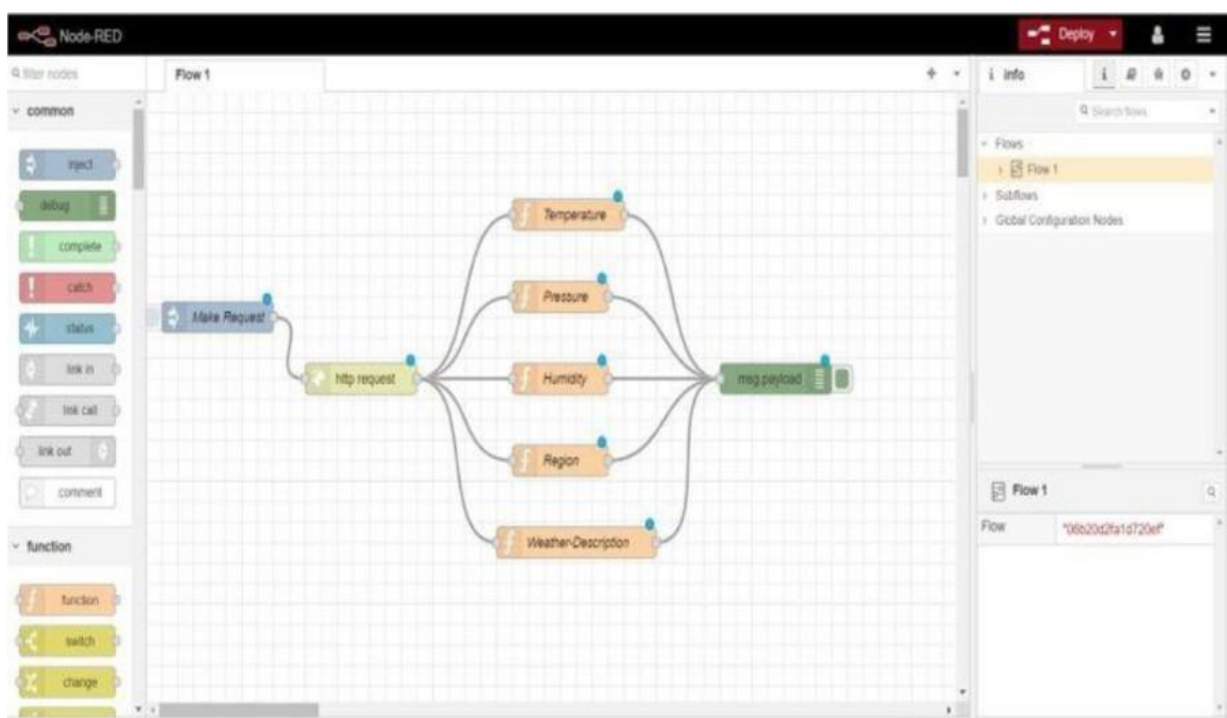 Node-RED
Deploy
filter nodes
Flow 1
i info
Search flows
common
inject
debug
complete
catch
status
link in
link call
link out
comment
function
function
switch
change
Make Request
http request
Temperature
Pressure
Humidity
Region
Weather-Description
msg.payload
Flows
Flow 1
Subflows
Global Configuration Nodes
Flow 1
Flow "06b20d2fa1d720ef"